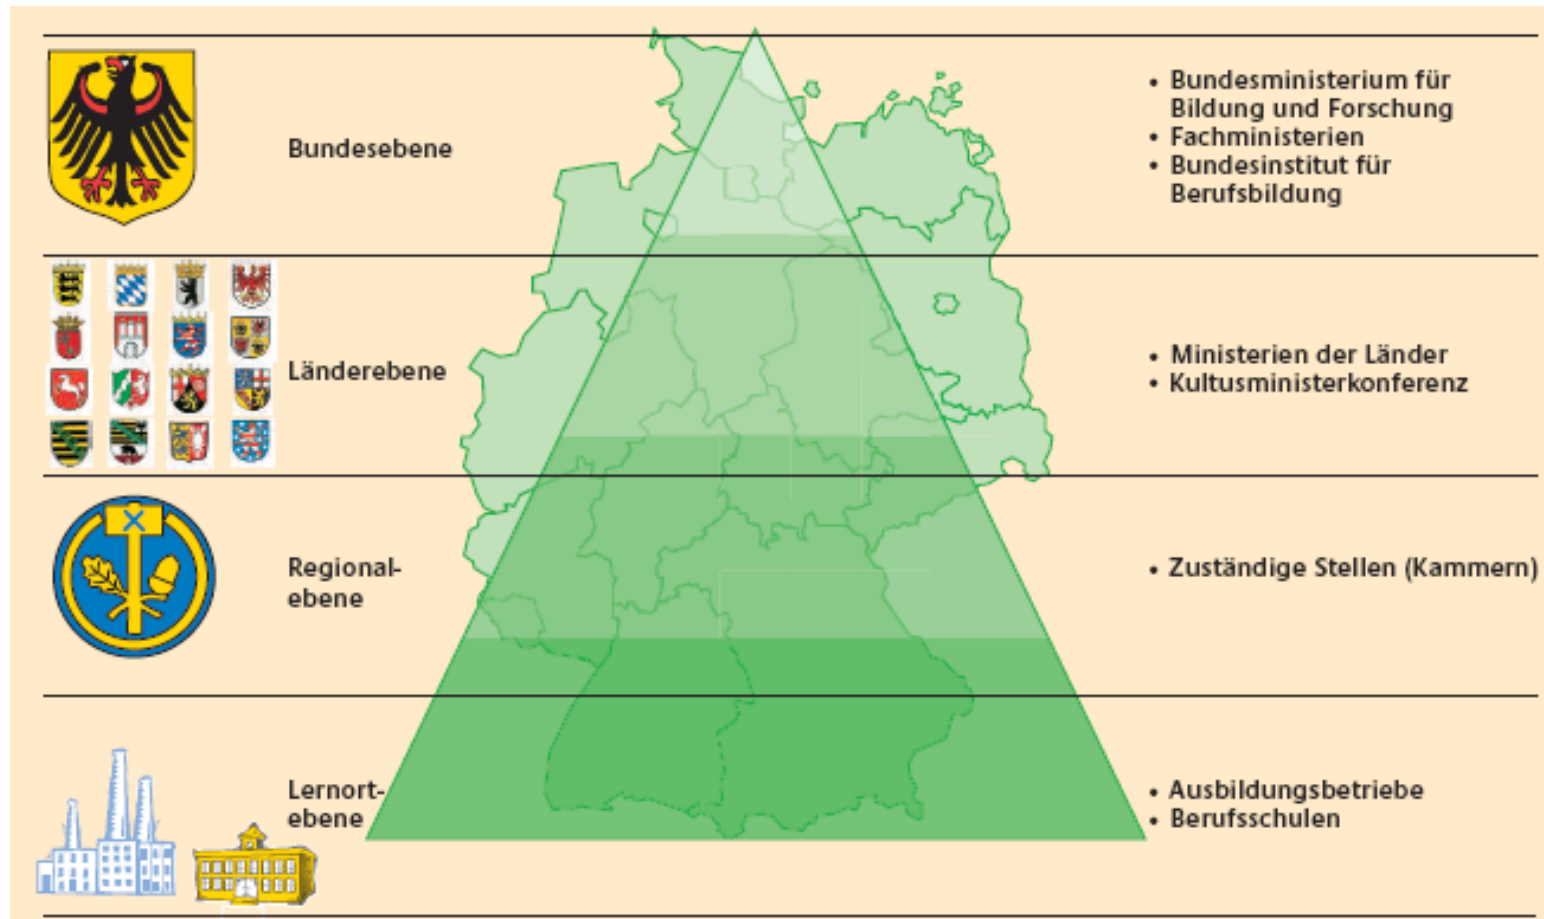 Bundesebene
• Bundesministerium für
Bildung und Forschung
• Fachministerien
• Bundesinstitut für
Berufsbildung
Länderebene
• Ministerien der Länder
• Kultusministerkonferenz
Regional-
ebene
• Zuständige Stellen (Kammern)
Lernort-
ebene
• Ausbildungsbetriebe
• Berufsschulen